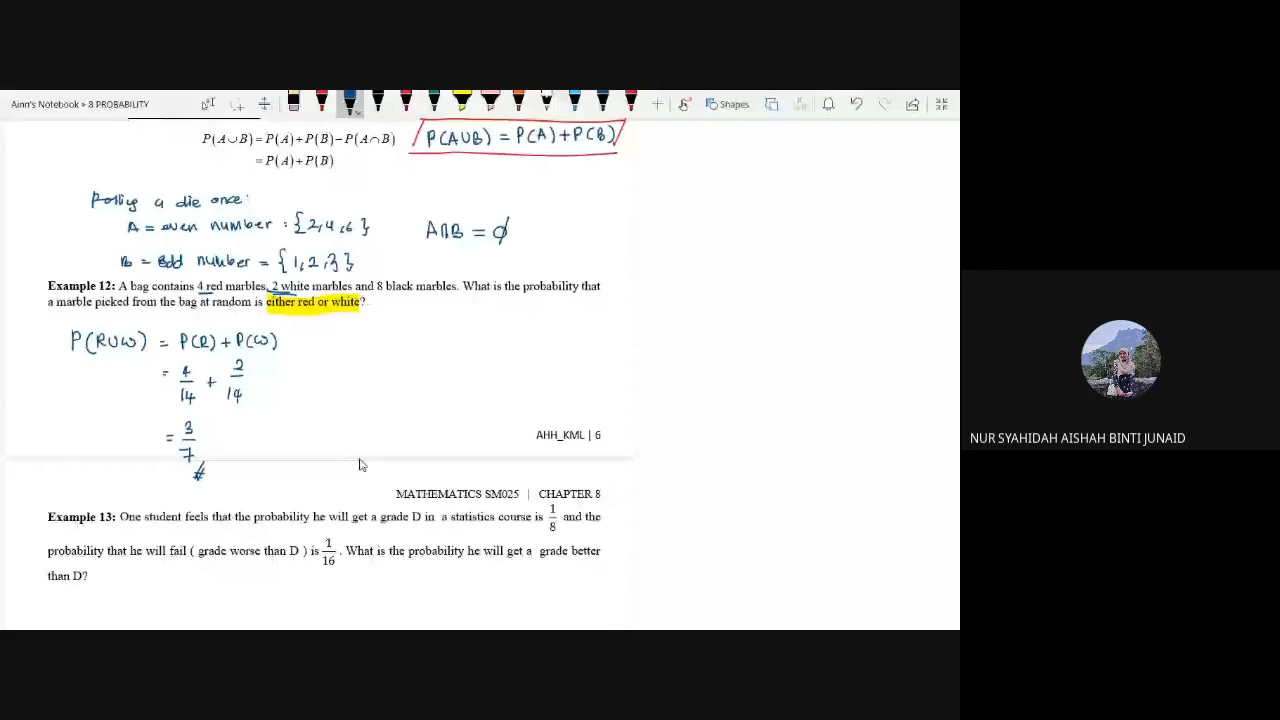 Ainn's Notebook » 8 PROBABILITY
Shapes
P(A∪B) = P(A)+P(B)−P(A∩B)
= P(A)+P(B)
P(A∪B) = P(A)+P(B)
Rolling a die once:
A = even number : {2,4,6}
A∩B = ∅
B = odd number = {1,2,3}
Example 12: A bag contains 4 red marbles, 2 white marbles and 8 black marbles. What is the probability that
a marble picked from the bag at random is either red or white?
P(R∪W) = P(R) + P(W)
= 4/14 + 2/14
= 3/7 #
AHH_KML | 6
MATHEMATICS SM025 | CHAPTER 8
Example 13: One student feels that the probability he will get a grade D in a statistics course is 1/8 and the
probability that he will fail ( grade worse than D ) is 1/16 . What is the probability he will get a grade better
than D?
NUR SYAHIDAH AISHAH BINTI JUNAID